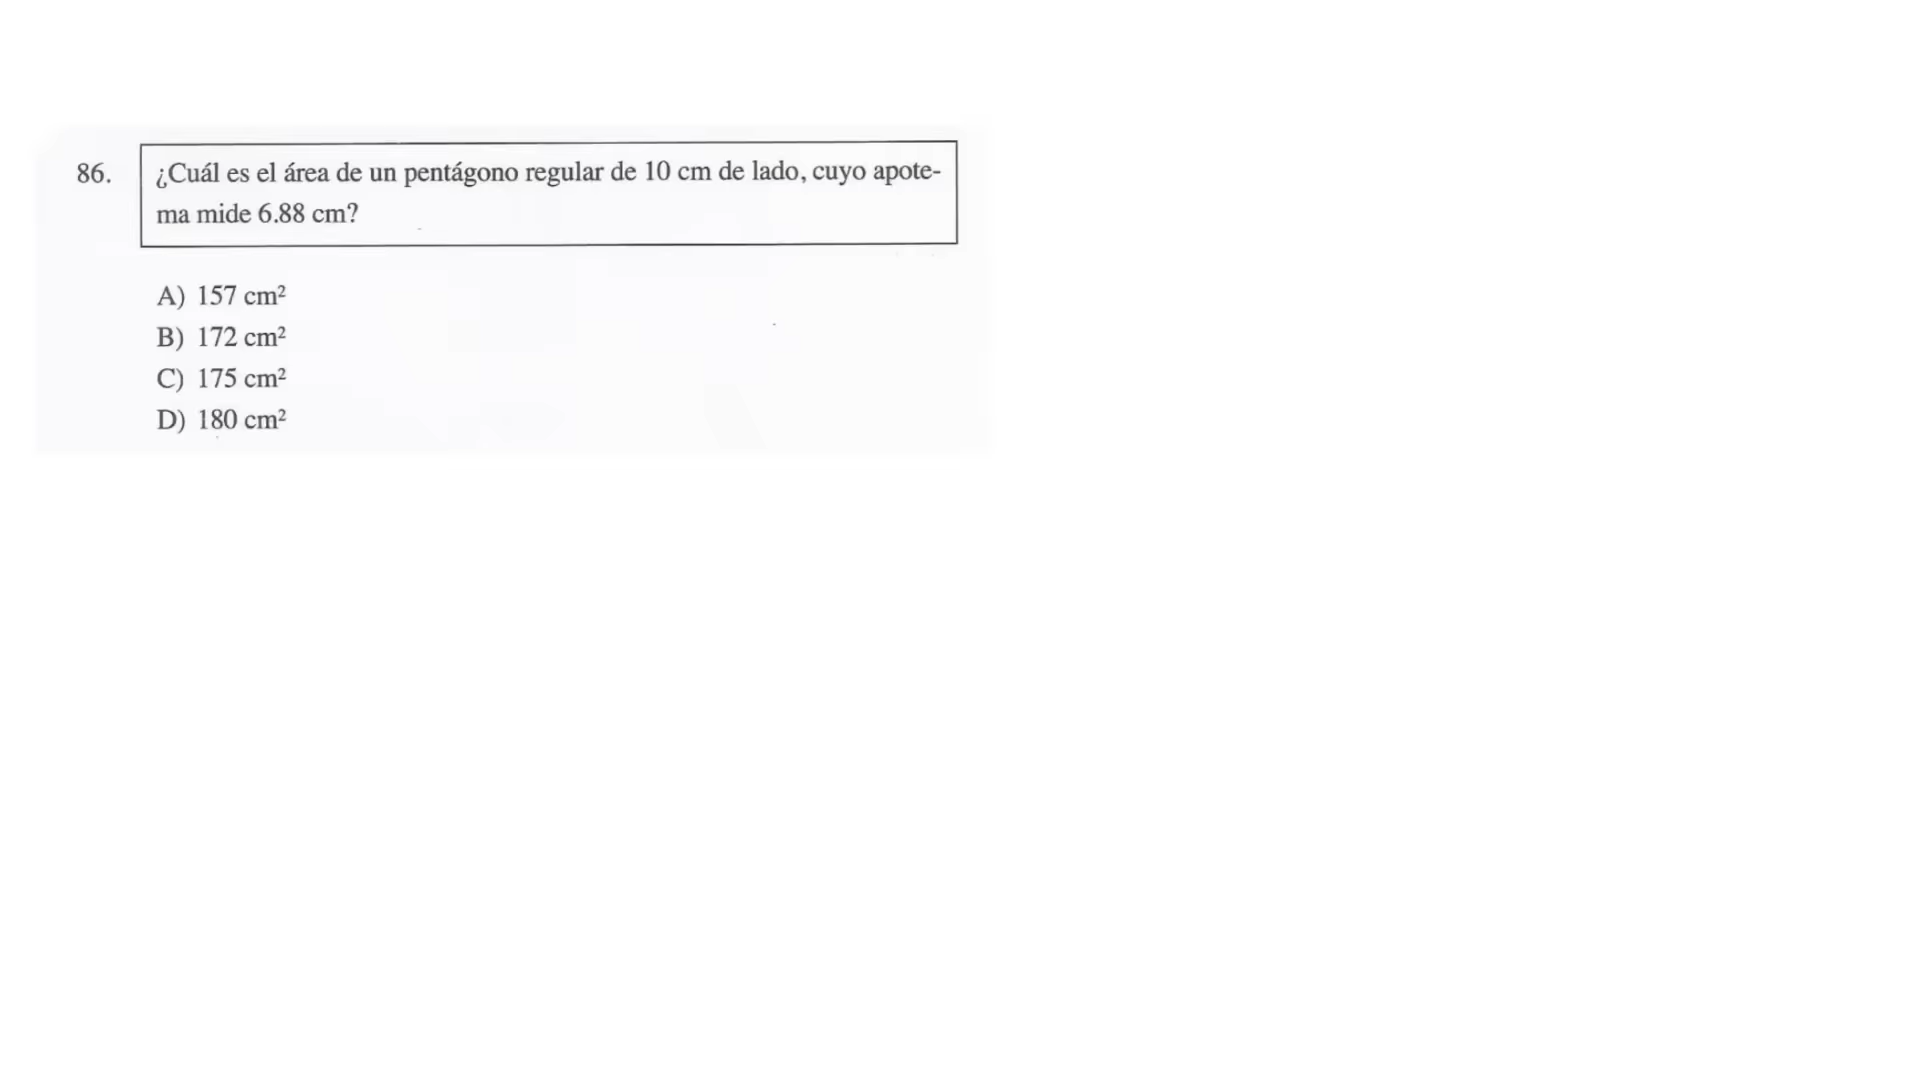 86. ¿Cuál es el área de un pentágono regular de 10 cm de lado, cuyo apote-
ma mide 6.88 cm?
A) 157 cm²
B) 172 cm²
C) 175 cm²
D) 180 cm²